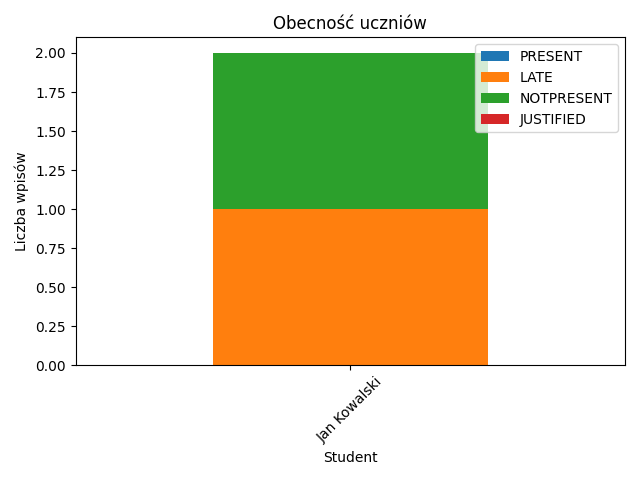 Obecność uczniów
PRESENT
LATE
NOTPRESENT
JUSTIFIED
2.00
1.75
1.50
1.25
1.00
0.75
0.50
0.25
0.00
Liczba wpisów
Jan Kowalski
Student